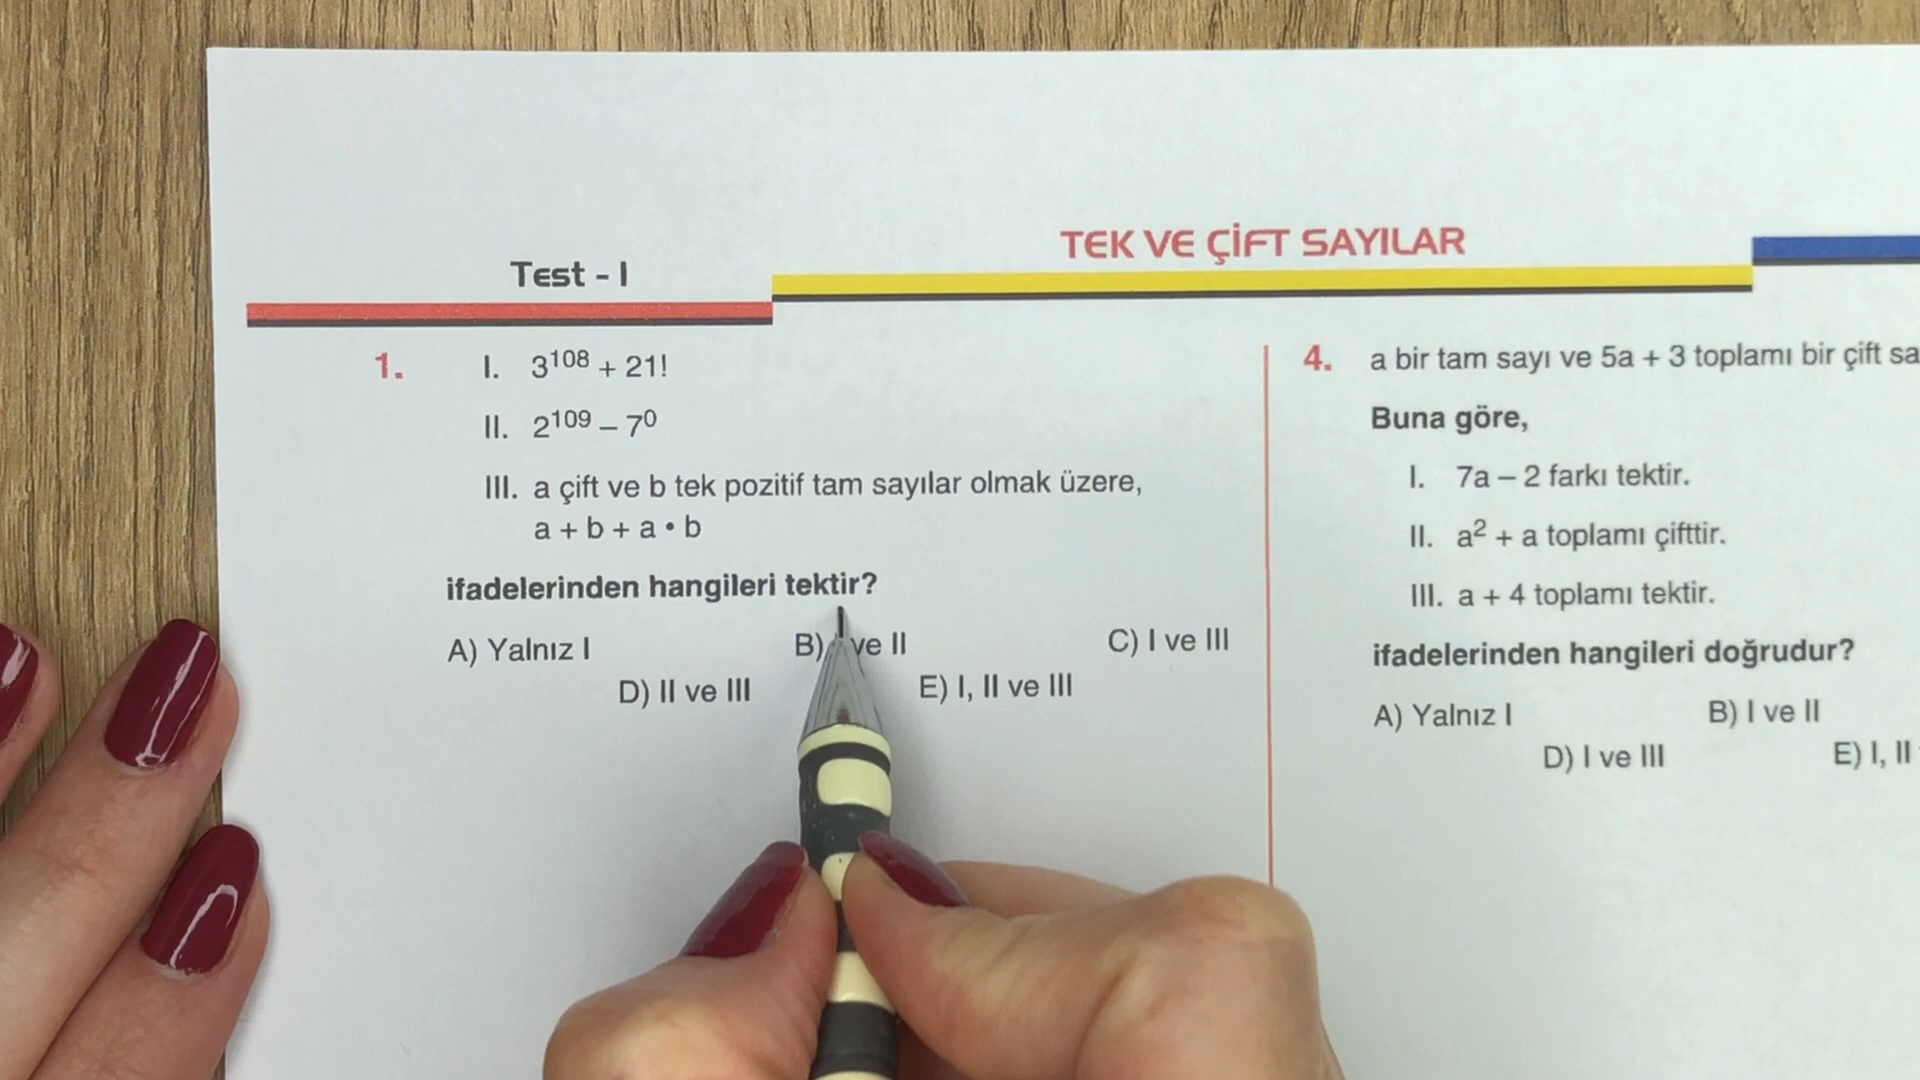 Test - I
TEK VE ÇİFT SAYILAR
1. I. 3¹⁰⁸ + 21!
II. 2¹⁰⁹ – 7⁰
III. a çift ve b tek pozitif tam sayılar olmak üzere,
a + b + a • b
ifadelerinden hangileri tektir?
A) Yalnız I B) ve II C) I ve III
D) II ve III E) I, II ve III
4. a bir tam sayı ve 5a + 3 toplamı bir çift
Buna göre,
I. 7a – 2 farkı tektir.
II. a² + a toplamı çifttir.
III. a + 4 toplamı tektir.
ifadelerinden hangileri doğrudur?
A) Yalnız I B) I ve II
D) I ve III E) I, II